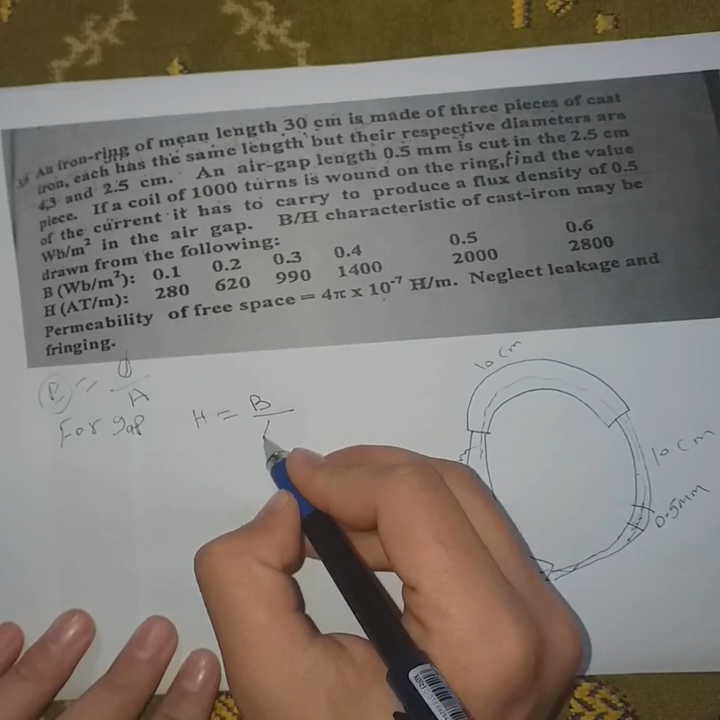 An iron-ring of mean length 30 cm is made of three pieces of cast
iron, each has the same length but their respective diameters are
4,3 and 2.5 cm. An air-gap length 0.5 mm is cut in the 2.5 cm
piece. If a coil of 1000 turns is wound on the ring, find the value
of the current it has to carry to produce a flux density of 0.5
Wb/m² in the air gap. B/H characteristic of cast-iron may be
drawn from the following:
B (Wb/m²): 0.1 0.2 0.3 0.4 0.5 0.6
H (AT/m): 280 620 990 1400 2000 2800
Permeability of free space = 4π x 10⁻⁷ H/m. Neglect leakage and
fringing.
B = φ/A
For gap
H = B
10 cm
10 cm
0.5mm